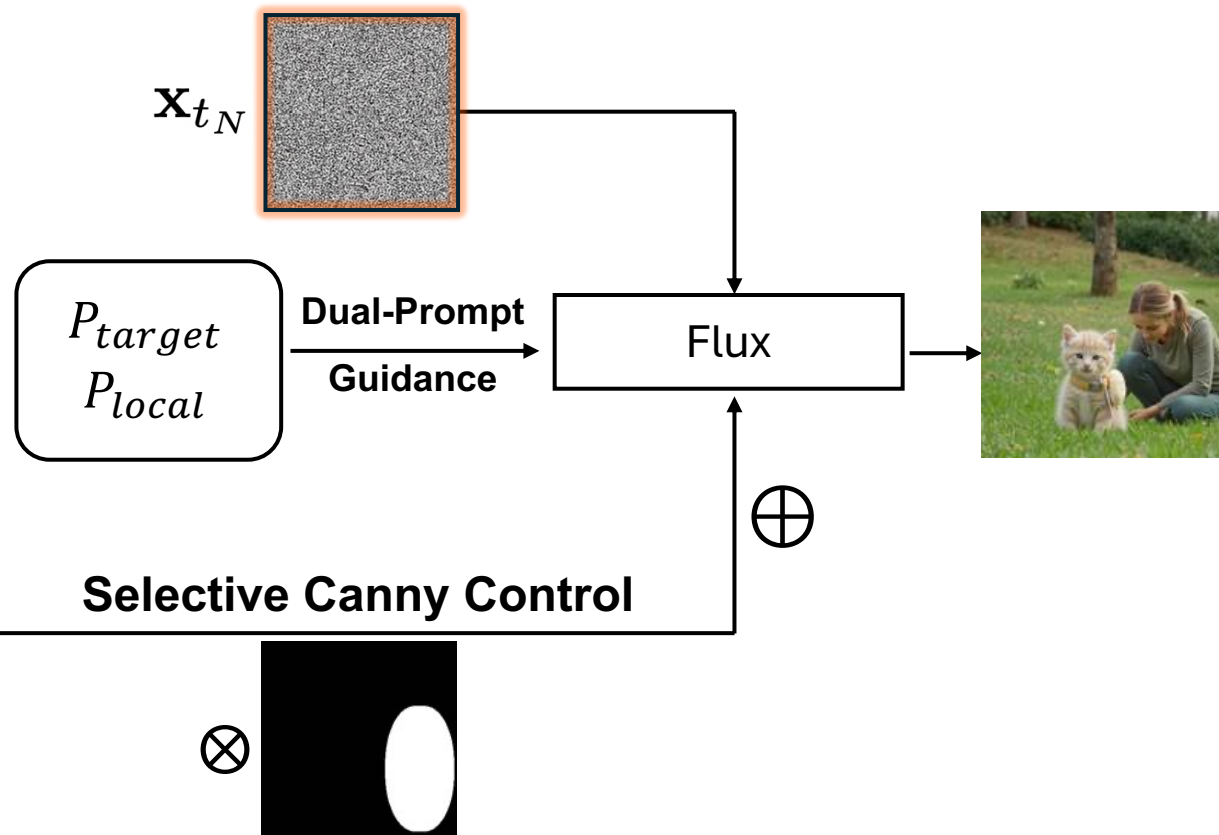 𝐱_{t_N}
P_{target}
P_{local}
Dual-Prompt
Guidance
Flux
⊕
Selective Canny Control
⊗